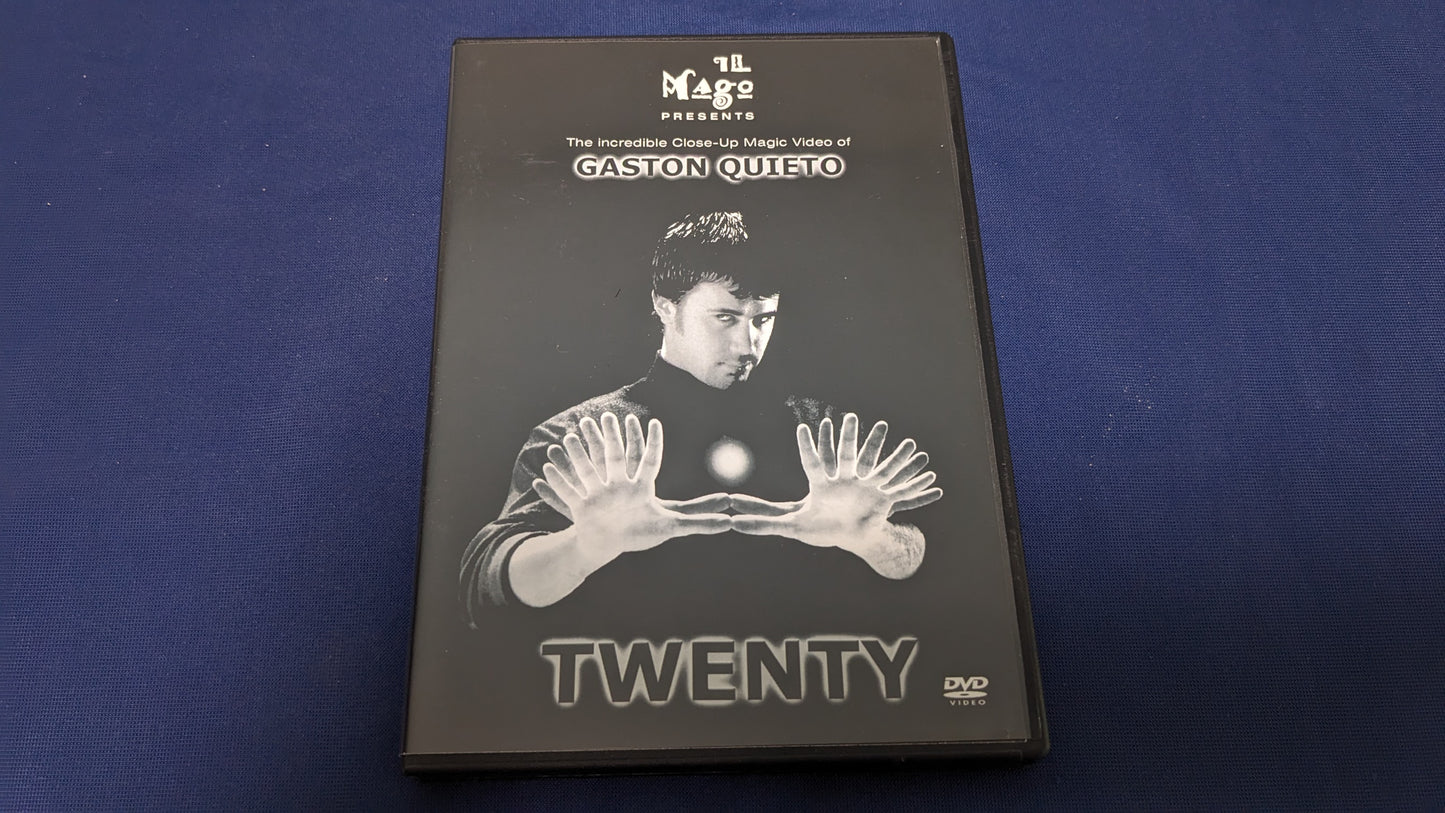 IL
Mago
PRESENTS
The incredible Close-Up Magic Video of
GASTON QUIETO
TWENTY
DVD
VIDEO